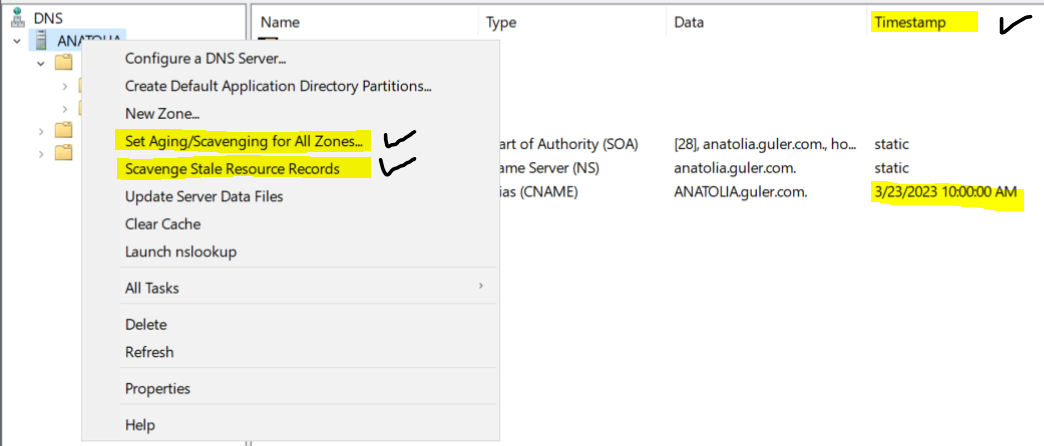 DNS
Name Type Data Timestamp
ANATOLIA
Configure a DNS Server...
Create Default Application Directory Partitions...
New Zone...
Set Aging/Scavenging for All Zones...
art of Authority (SOA) [28], anatolia.guler.com., ho... static
Scavenge Stale Resource Records
ame Server (NS) anatolia.guler.com. static
Update Server Data Files
ias (CNAME) ANATOLIA.guler.com. 3/23/2023 10:00:00 AM
Clear Cache
Launch nslookup
All Tasks
Delete
Refresh
Properties
Help